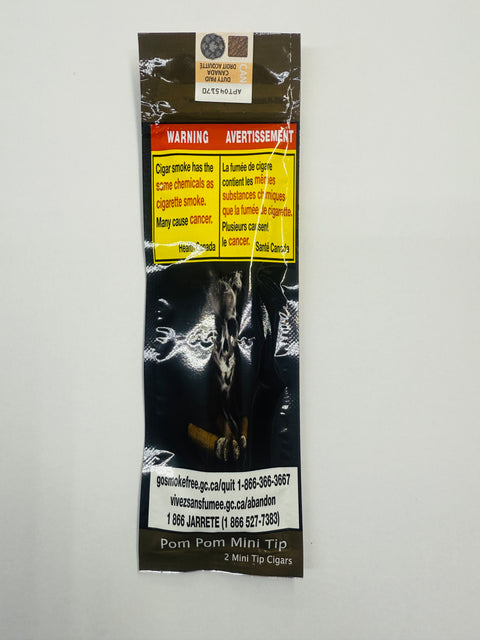 CAN
DUTY PAID
CANADA
DROIT ACQUITTÉ
APT045170
WARNING
Cigar smoke has the
same chemicals as
cigarette smoke.
Many cause cancer.
Health Canada
AVERTISSEMENT
La fumée de cigare
contient les mêmes
substances chimiques
que la fumée de cigarette.
Plusieurs causent
le cancer.
Santé Canada
gosmokefree.gc.ca/quit 1-866-366-3667
vivezsansfumee.gc.ca/abandon
1 866 JARRETE (1 866 527-7383)
Pom Pom Mini Tip
2 Mini Tip Cigars